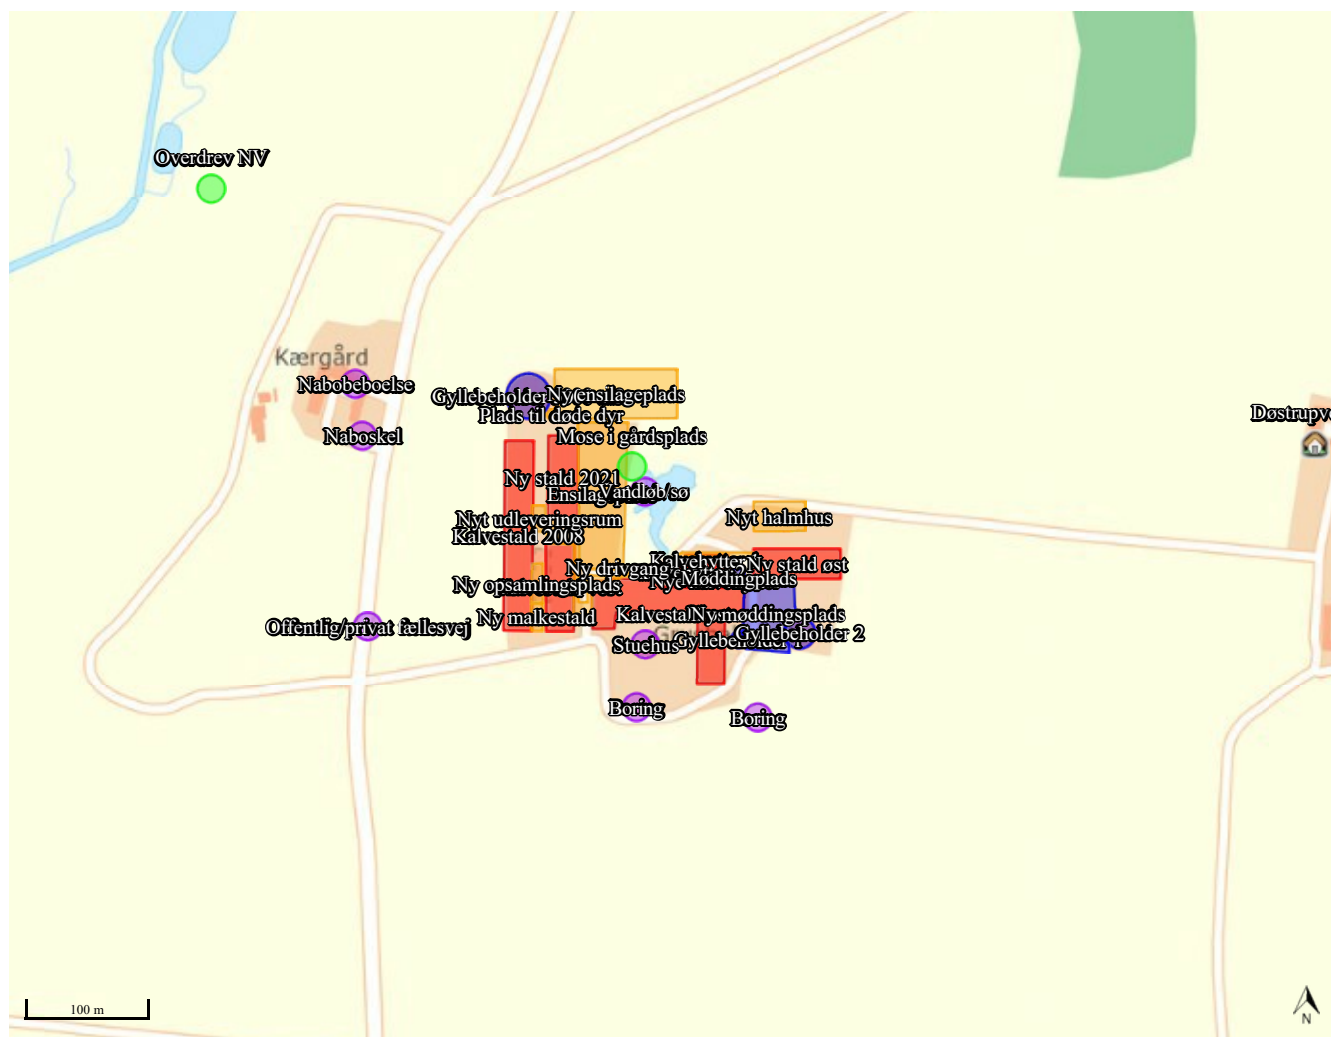 Overdrev NV
Kærgård
Nabobeboelse
Gyllebeholder
Ny ensilageplads
Plads til døde dyr
Døstrupv
Naboskel
Mose i gårdsplads
Ny stald 2021
Vandløb/sø
Nyt udleveringsrum
Nyt halmhus
Kalvestald 2008
Ny drivgang
Ny stald øst
Møddingplads
Ny opsamlingsplads
Ny malkestald
Ny møddingsplads
Offentlig/privat fællesvej
Stuehus
Gyllebeholder 2
Boring
Boring
100 m
N